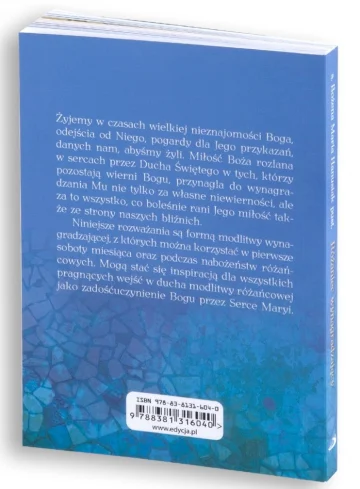 Żyjemy w czasach wielkiej nieznajomości Boga,
odejścia od Niego, pogardy dla Jego przykazań,
danych nam, abyśmy żyli. Miłość Boża rozlana
w sercach przez Ducha Świętego w tych, którzy
pozostają wierni Bogu, przynagla do wynagra-
dzania Mu nie tylko za własne niewierności, ale
za to wszystko, co boleśnie rani Jego miłość tak-
że ze strony naszych bliźnich.
Niniejsze rozważania są formą modlitwy wyna-
gradzającej, z których można korzystać w pierwsze
soboty miesiąca oraz podczas nabożeństw różań-
cowych. Mogą stać się inspiracją dla wszystkich
pragnących wejść w ducha modlitwy różańcowej
jako zadośćuczynienie Bogu przez Serce Maryi.
ISBN 978-83-8131-604-0
9 788381 316040 >
www.edycja.pl